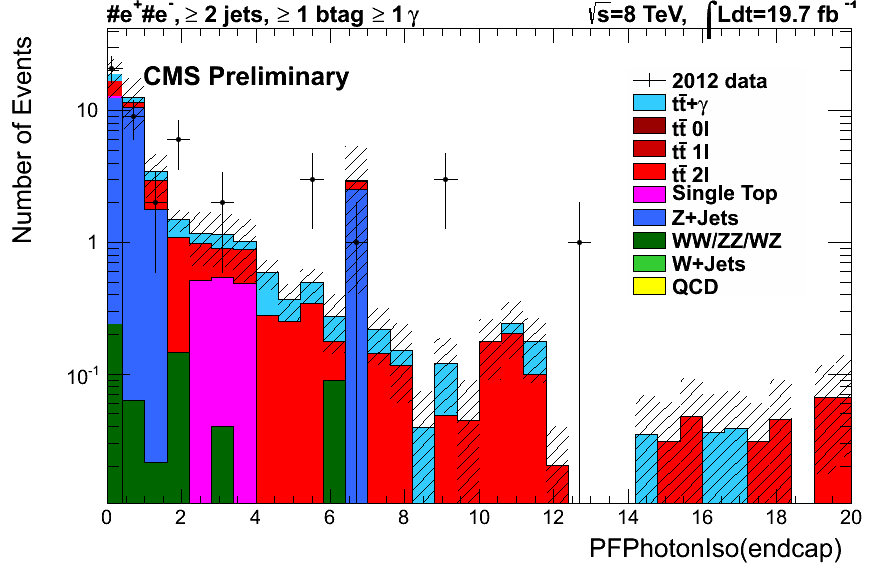 #e⁺#e⁻, ≥ 2 jets, ≥ 1 btag ≥ 1 γ
√s=8 TeV, ∫Ldt=19.7 fb⁻¹
CMS Preliminary
2012 data
tt̄+γ
tt̄ 0l
tt̄ 1l
tt̄ 2l
Single Top
Z+Jets
WW/ZZ/WZ
W+Jets
QCD
Number of Events
10
1
10⁻¹
0 2 4 6 8 10 12 14 16 18 20
PFPhotonIso(endcap)